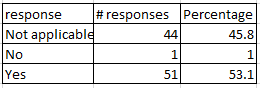 response # responses Percentage
Not applicable 44 45.8
No 1 1
Yes 51 53.1